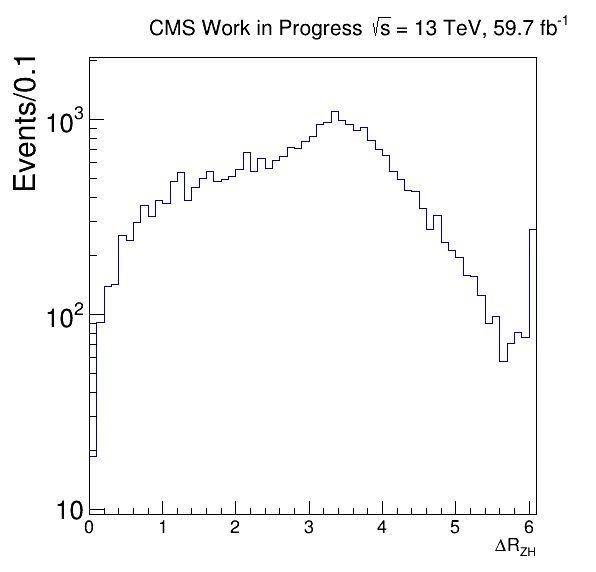 CMS Work in Progress √s = 13 TeV, 59.7 fb⁻¹
Events/0.1
10³
10²
10
0 1 2 3 4 5 6
ΔR_ZH